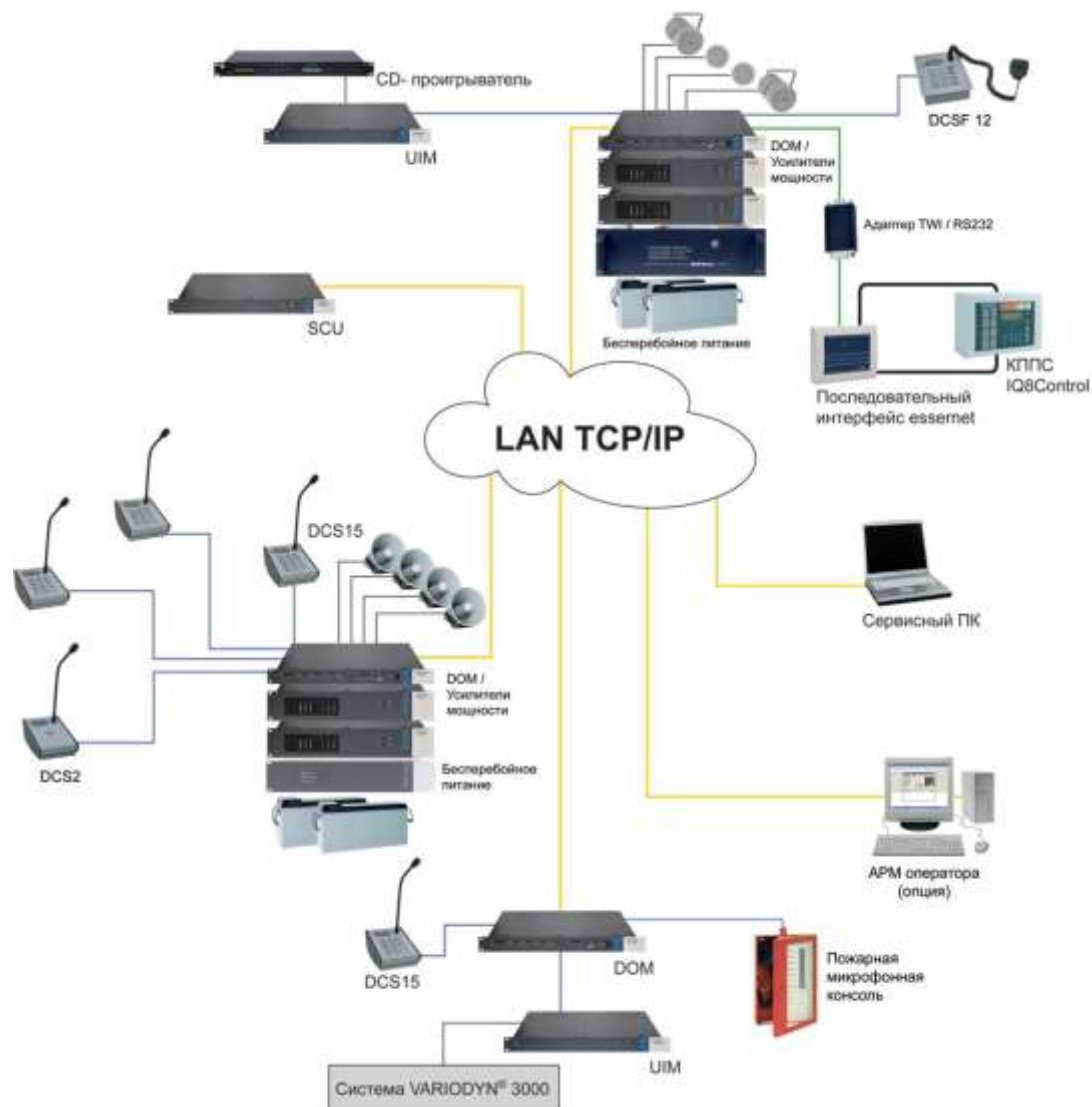 CD- проигрыватель
UIM
DCSF 12
DOM /
Усилители
мощности
Адаптер TWI / RS232
SCU
Бесперебойное питание
КППС
IQ8Control
Последовательный
интерфейс essernet
LAN TCP/IP
DCS15
Сервисный ПК
DOM /
Усилители
мощности
DCS2
Бесперебойное
питание
АРМ оператора
(опция)
DCS15
DOM
Пожарная
микрофонная
консоль
UIM
Система VARIODYN® 3000